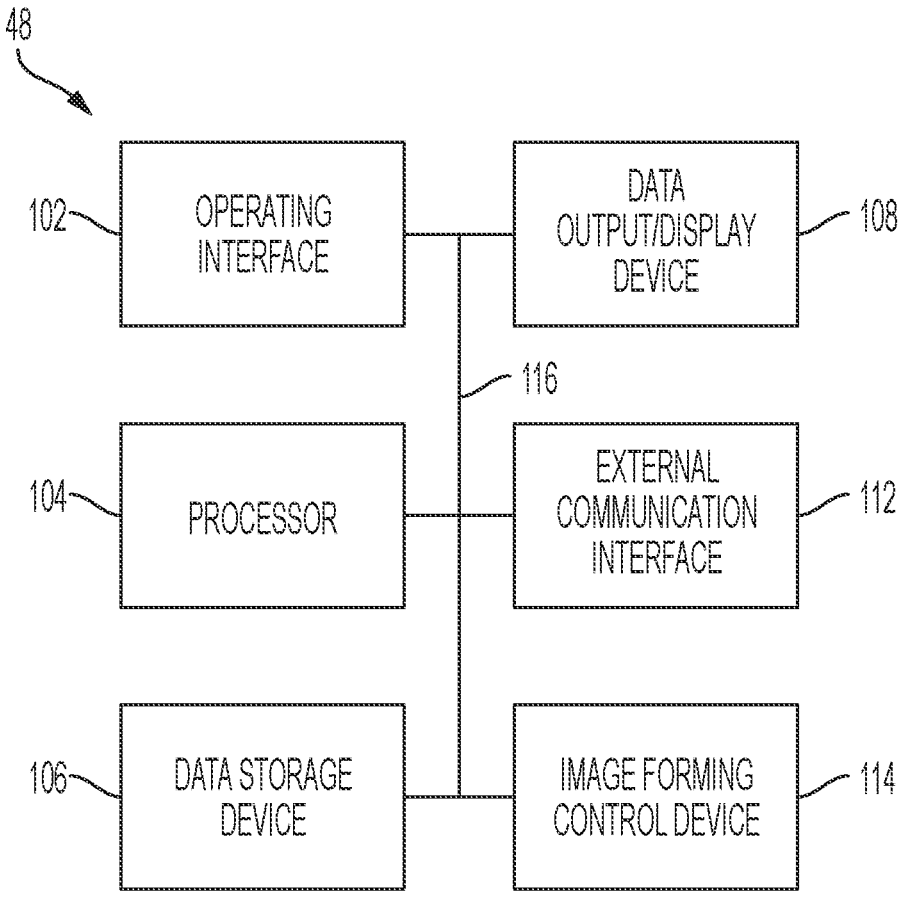 48
102
OPERATING
INTERFACE
DATA
OUTPUT/DISPLAY
DEVICE
108
116
104
PROCESSOR
EXTERNAL
COMMUNICATION
INTERFACE
112
106
DATA STORAGE
DEVICE
IMAGE FORMING
CONTROL DEVICE
114